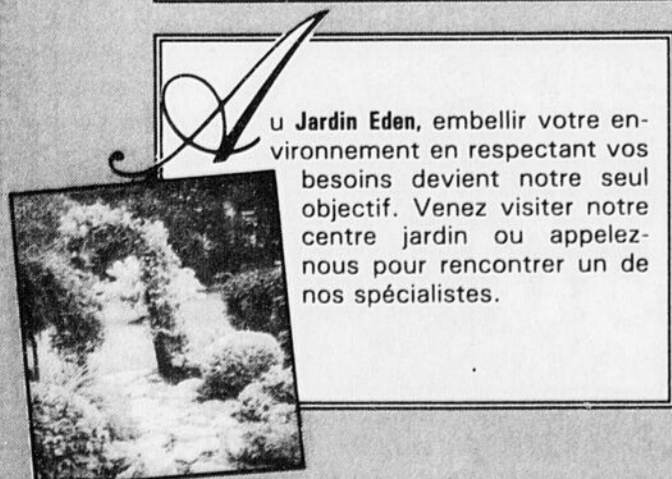 Au Jardin Eden, embellir votre en-
vironnement en respectant vos
besoins devient notre seul
objectif. Venez visiter notre
centre jardin ou appelez-
nous pour rencontrer un de
nos spécialistes.